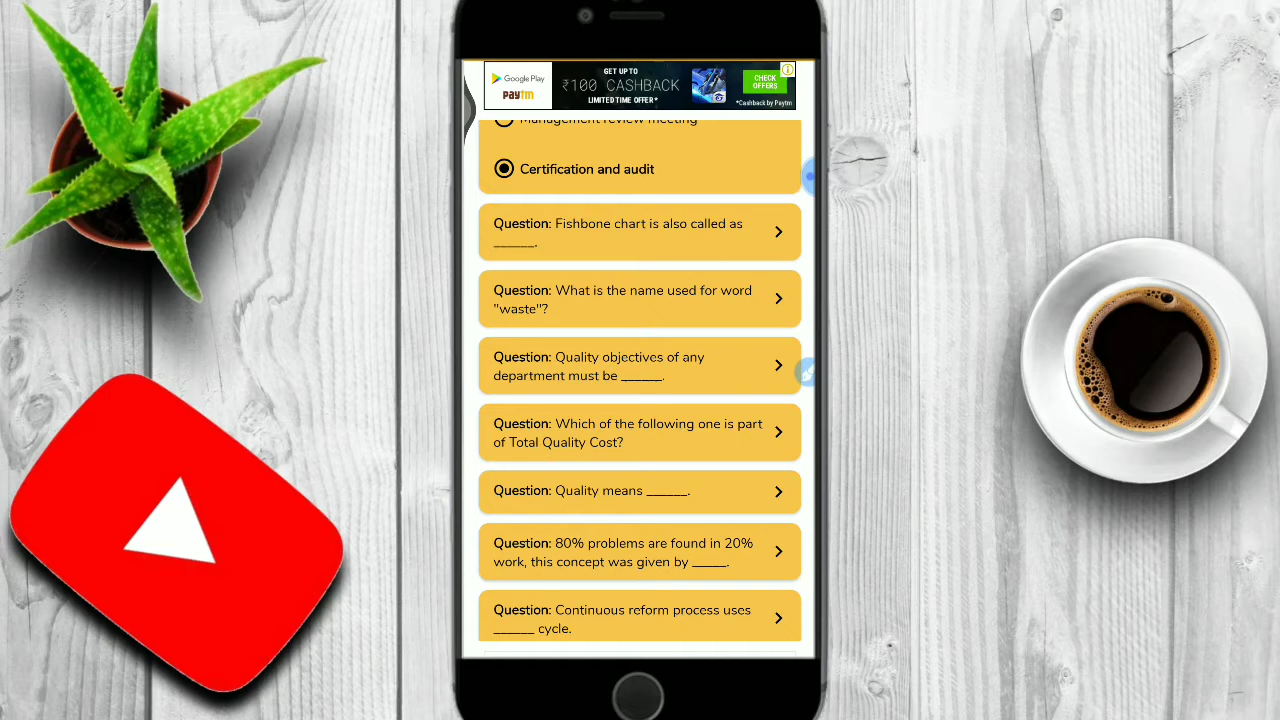 Google Play
paytm
GET UP TO
₹100 CASHBACK
LIMITED TIME OFFER*
CHECK
OFFERS
*Cashback by Paytm
Management review meeting
Certification and audit
Question: Fishbone chart is also called as
______.
Question: What is the name used for word
"waste"?
Question: Quality objectives of any
department must be ______.
Question: Which of the following one is part
of Total Quality Cost?
Question: Quality means ______.
Question: 80% problems are found in 20%
work, this concept was given by _____.
Question: Continuous reform process uses
______ cycle.